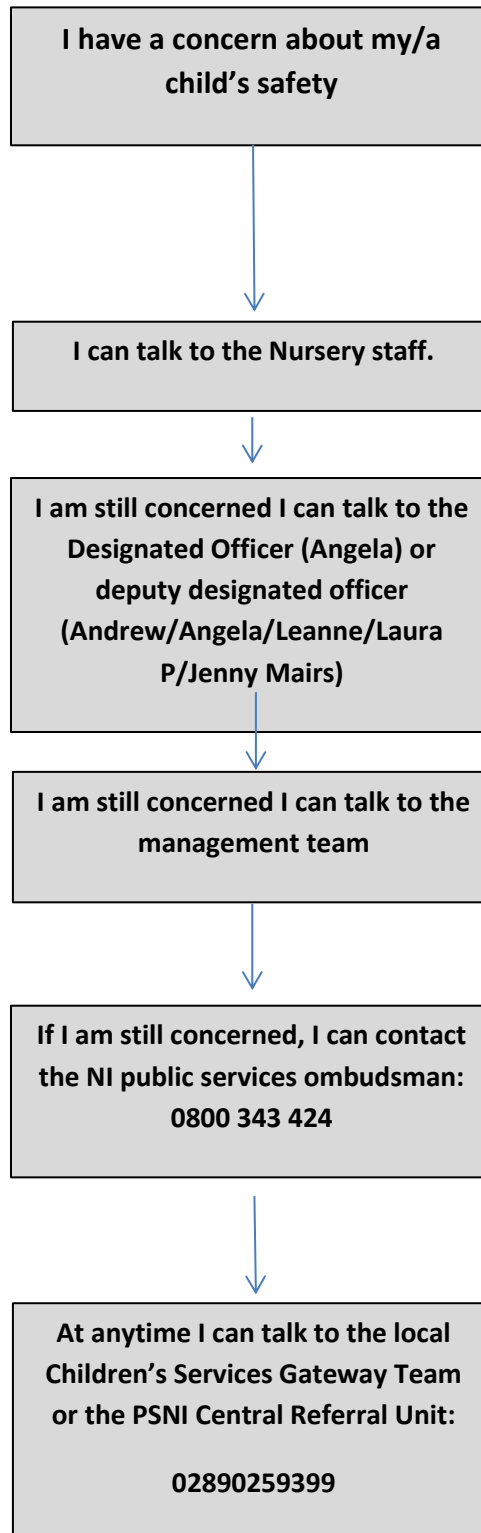 I have a concern about my/a
child’s safety
I can talk to the Nursery staff.
I am still concerned I can talk to the
Designated Officer (Angela) or
deputy designated officer
(Andrew/Angela/Leanne/Laura
P/Jenny Mairs)
I am still concerned I can talk to the
management team
If I am still concerned, I can contact
the NI public services ombudsman:
0800 343 424
At anytime I can talk to the local
Children’s Services Gateway Team
or the PSNI Central Referral Unit:
02890259399